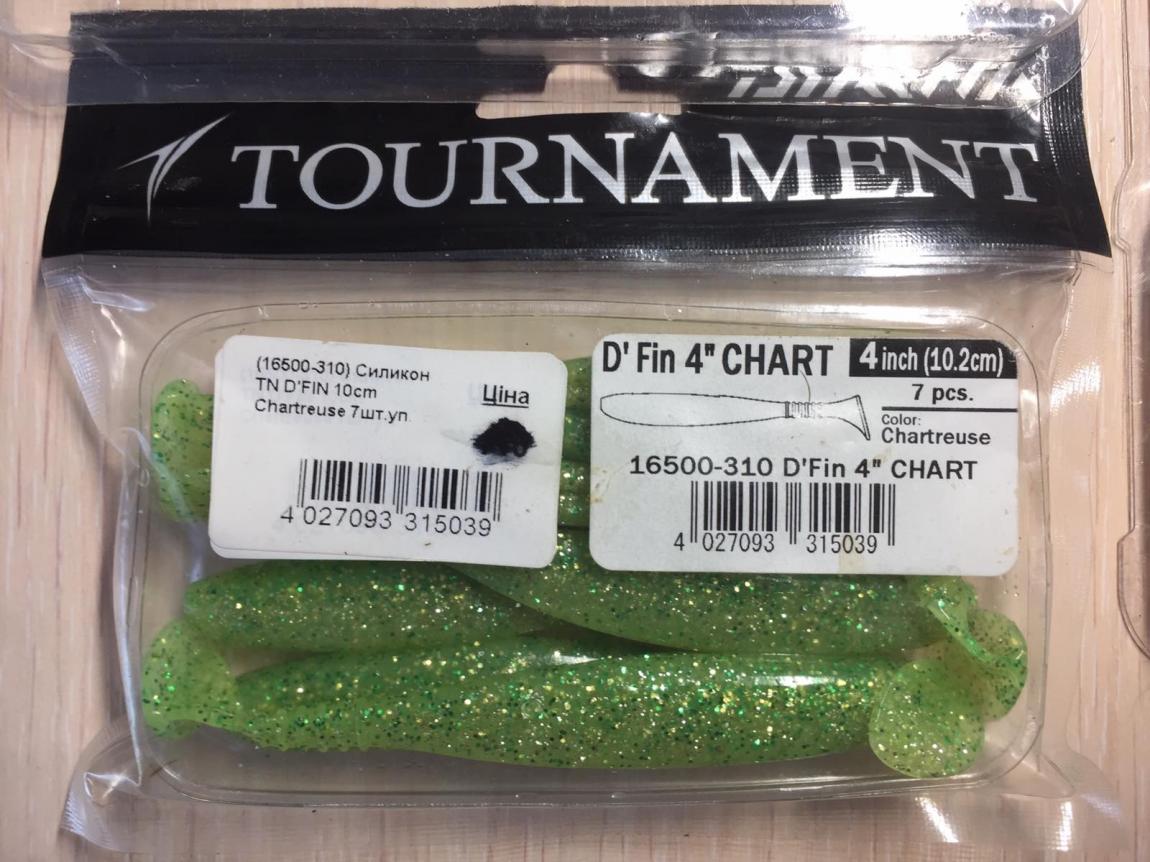 DAIWA
TOURNAMENT
(16500-310) Силикон
TN D'FIN 10cm
Chartreuse 7шт.уп.
Ціна
4 027093 315039
D' Fin 4" CHART
4 inch (10.2cm)
7 pcs.
Color:
Chartreuse
16500-310 D'Fin 4" CHART
4 027093 315039